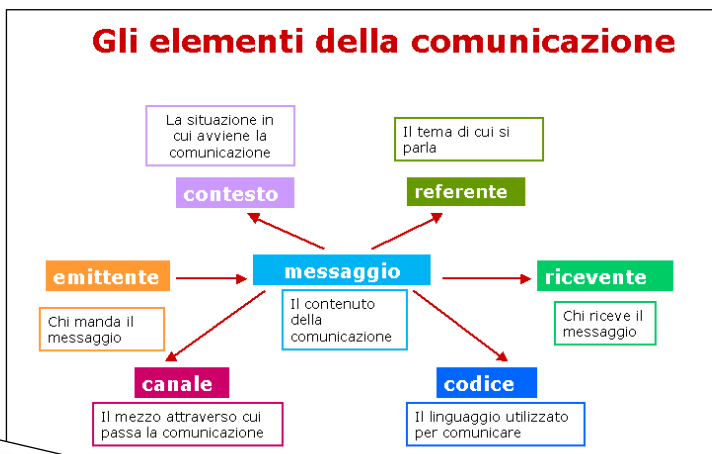 Gli elementi della comunicazione
La situazione in
cui avviene la
comunicazione
Il tema di cui si
parla
contesto
referente
emittente
messaggio
ricevente
Chi manda il
messaggio
Il contenuto
della
comunicazione
Chi riceve il
messaggio
canale
codice
Il mezzo attraverso cui
passa la comunicazione
Il linguaggio utilizzato
per comunicare